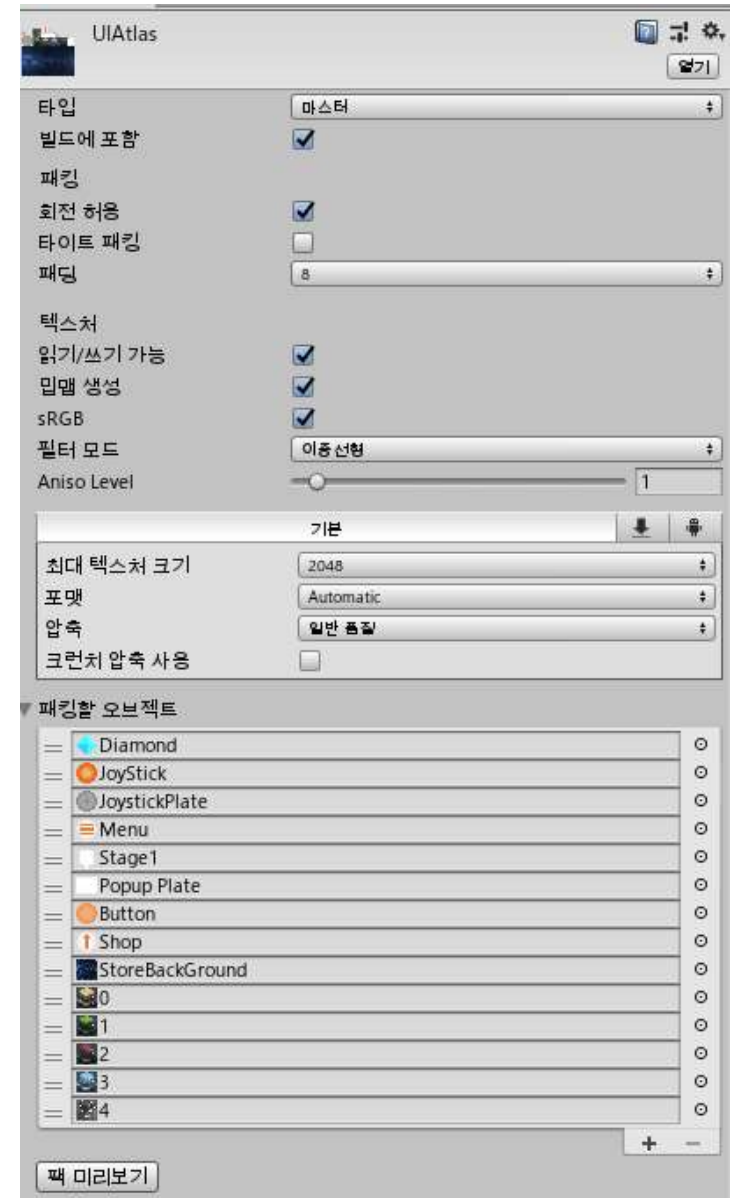 UIAtlas
열기
타입 마스터
빌드에 포함
패킹
회전 허용
타이트 패킹
패딩 8
텍스처
읽기/쓰기 가능
밉맵 생성
sRGB
필터 모드 이중선형
Aniso Level 1
기본
최대 텍스처 크기 2048
포맷 Automatic
압축 일반 품질
크런치 압축 사용
패킹할 오브젝트
Diamond
JoyStick
JoystickPlate
Menu
Stage1
Popup Plate
Button
Shop
StoreBackGround
0
1
2
3
4
팩 미리보기